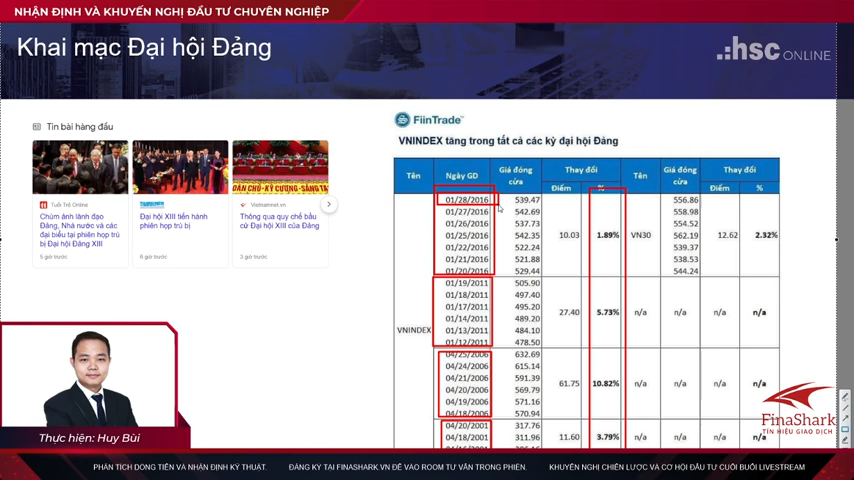 NHẬN ĐỊNH VÀ KHUYẾN NGHỊ ĐẦU TƯ CHUYÊN NGHIỆP
Khai mạc Đại hội Đảng
.:hsc ONLINE
Tin bài hàng đầu
Tuổi Trẻ Online
Chùm ảnh lãnh đạo
Đảng, Nhà nước và các
đại biểu tại phiên họp trù
bị Đại hội Đảng XIII
5 giờ trước
Đại hội XIII tiến hành
phiên họp trù bị
6 giờ trước
DÂN CHỦ-KỶ CƯƠNG-SÁNG TẠ
Vietnamnet.vn
Thông qua quy chế bầu
cử Đại hội XIII của Đảng
3 giờ trước
FiinTrade
VNINDEX tăng trong tất cả các kỳ đại hội Đảng
Tên Ngày GD Giá đóng cửa Thay đổi Tên Giá đóng cửa Thay đổi
Điểm % Điểm %
01/28/2016 539.47 556.86
01/27/2016 542.69 558.98
01/26/2016 537.73 554.52
01/25/2016 542.35 10.03 1.89% VN30 562.19 12.62 2.32%
01/22/2016 522.24 539.37
01/21/2016 521.88 538.53
01/20/2016 529.44 544.24
01/19/2011 505.90
01/18/2011 497.40
01/17/2011 495.20 27.40 5.73% n/a n/a n/a n/a
01/14/2011 489.20
01/13/2011 484.10
VNINDEX
01/12/2011 478.50
04/25/2006 632.69
04/24/2006 615.14
04/21/2006 591.39 61.75 10.82% n/a n/a n/a n/a
04/20/2006 569.79
04/19/2006 571.16
04/18/2006 570.94
04/20/2001 317.76
04/18/2001 311.96 11.60 3.79% n/a n/a n/a n/a
FinaShark
TÍN HIỆU GIAO DỊCH
Thực hiện: Huy Bùi
PHÂN TÍCH DÒNG TIỀN VÀ NHẬN ĐỊNH KỸ THUẬT. ĐĂNG KÝ TẠI FINASHARK.VN ĐỂ VÀO ROOM TƯ VẤN TRONG PHIÊN. KHUYẾN NGHỊ CHIẾN LƯỢC VÀ CƠ HỘI ĐẦU TƯ CUỐI BUỔI LIVESTREAM